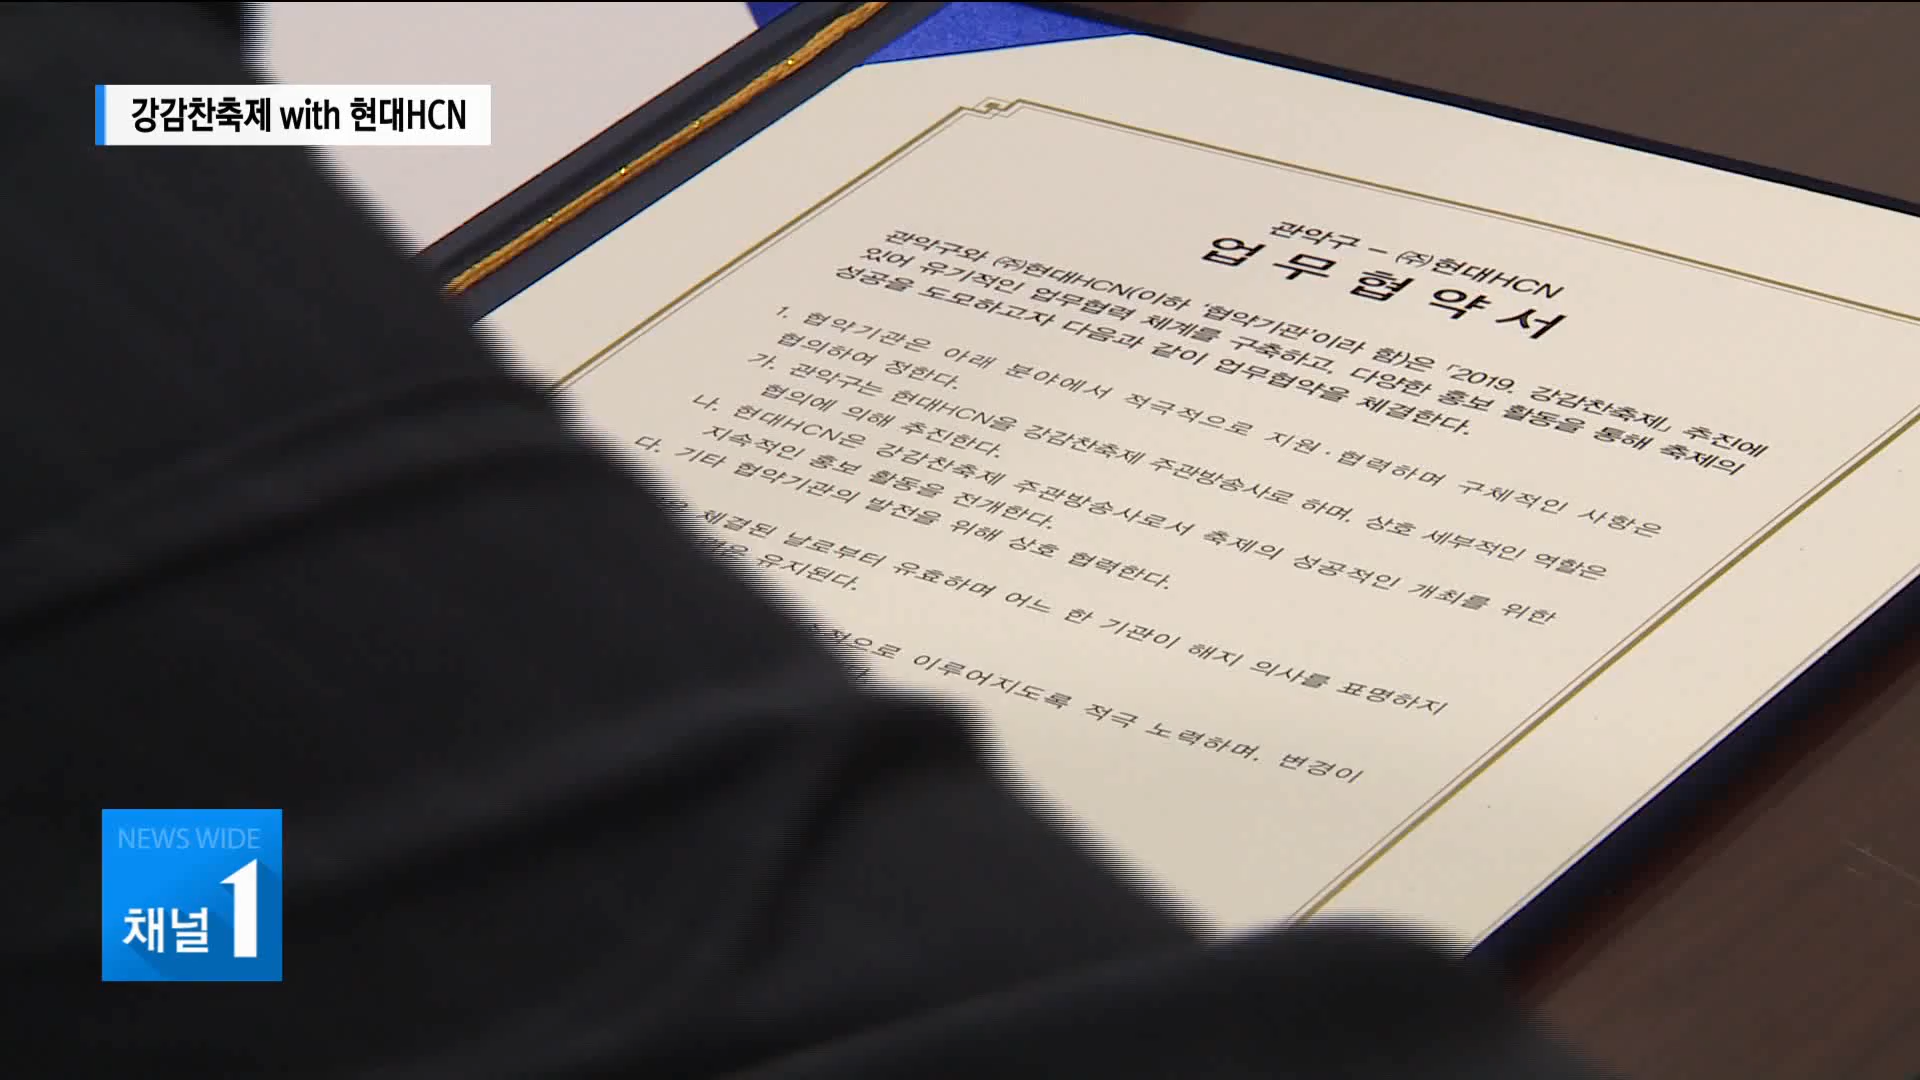 강감찬축제 with 현대HCN
관악구 - ㈜현대HCN
업무협약서
관악구와 ㈜현대HCN(이하 '협약기관'이라 함)은 「2019. 강감찬축제」 추진에
있어 유기적인 업무협력 체계를 구축하고, 다양한 홍보 활동을 통해 축제의
성공을 도모하고자 다음과 같이 업무협약을 체결한다.
1. 협약기관은 아래 분야에서 적극적으로 지원·협력하며 구체적인 사항은
협의하여 정한다.
가. 관악구는 현대HCN을 강감찬축제 주관방송사로 하며, 상호 세부적인 역할은
협의에 의해 추진한다.
나. 현대HCN은 강감찬축제 주관방송사로서 축제의 성공적인 개최를 위한
지속적인 홍보 활동을 전개한다.
다. 기타 협약기관의 발전을 위해 상호 협력한다.
체결된 날로부터 유효하며 어느 한 기관이 해지 의사를 표명하지
유지된다.
이루어지도록 적극 노력하며, 변경이
NEWS WIDE
채널1